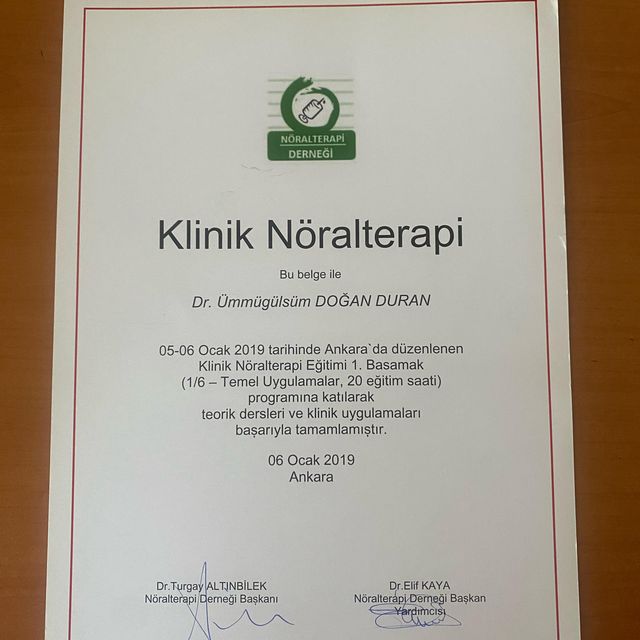 NÖRALTERAPİ
DERNEĞİ
Klinik Nöralterapi
Bu belge ile
Dr. Ümmügülsüm DOĞAN DURAN
05-06 Ocak 2019 tarihinde Ankara`da düzenlenen
Klinik Nöralterapi Eğitimi 1. Basamak
(1/6 – Temel Uygulamalar, 20 eğitim saati)
programına katılarak
teorik dersleri ve klinik uygulamaları
başarıyla tamamlamıştır.
06 Ocak 2019
Ankara
Dr.Turgay ALTINBİLEK
Nöralterapi Derneği Başkanı
Dr.Elif KAYA
Nöralterapi Derneği Başkan
Yardımcısı